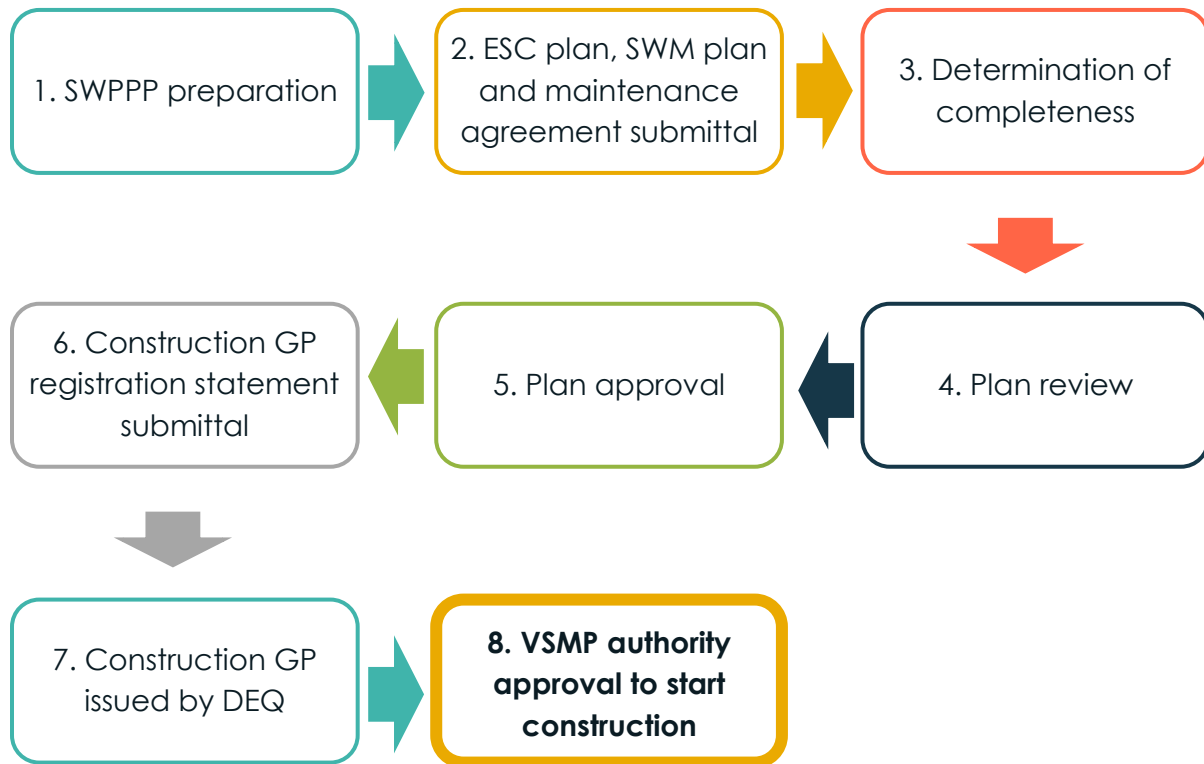 1. SWPPP preparation
2. ESC plan, SWM plan
and maintenance
agreement submittal
3. Determination of
completeness
4. Plan review
5. Plan approval
6. Construction GP
registration statement
submittal
7. Construction GP
issued by DEQ
8. VSMP authority
approval to start
construction